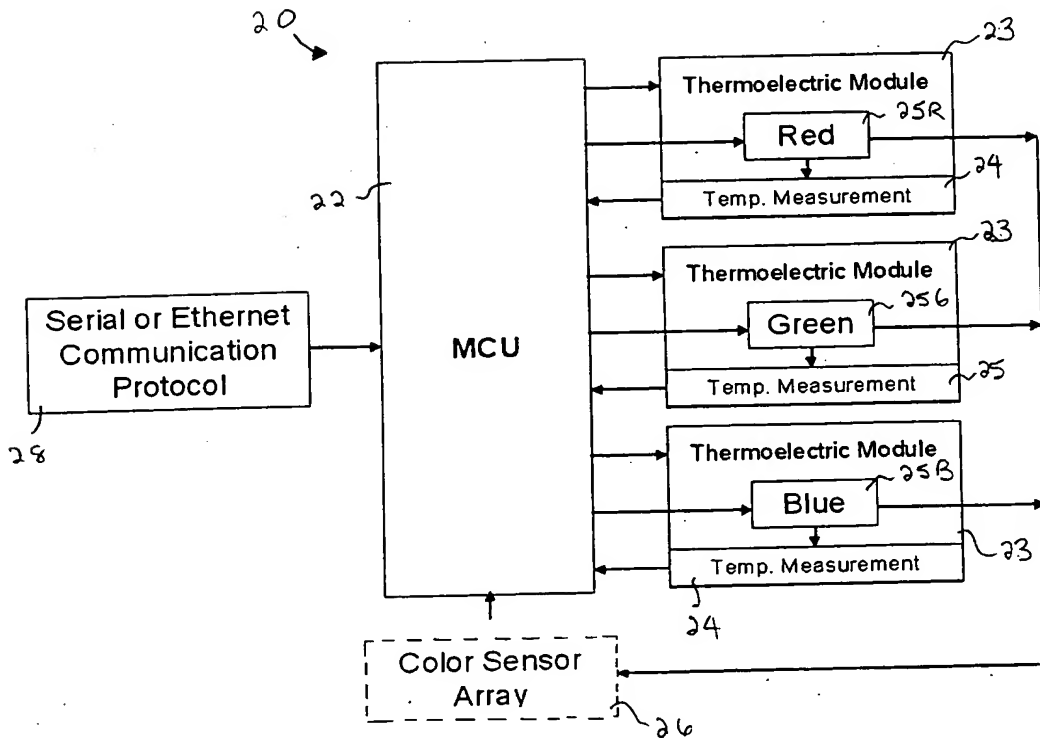 20
23
Thermoelectric Module
25R
Red
24
Temp. Measurement
22
23
Thermoelectric Module
256
Green
Serial or Ethernet
Communication
Protocol
MCU
Temp. Measurement
25
28
Thermoelectric Module
25B
Blue
23
Temp. Measurement
24
Color Sensor
Array
26